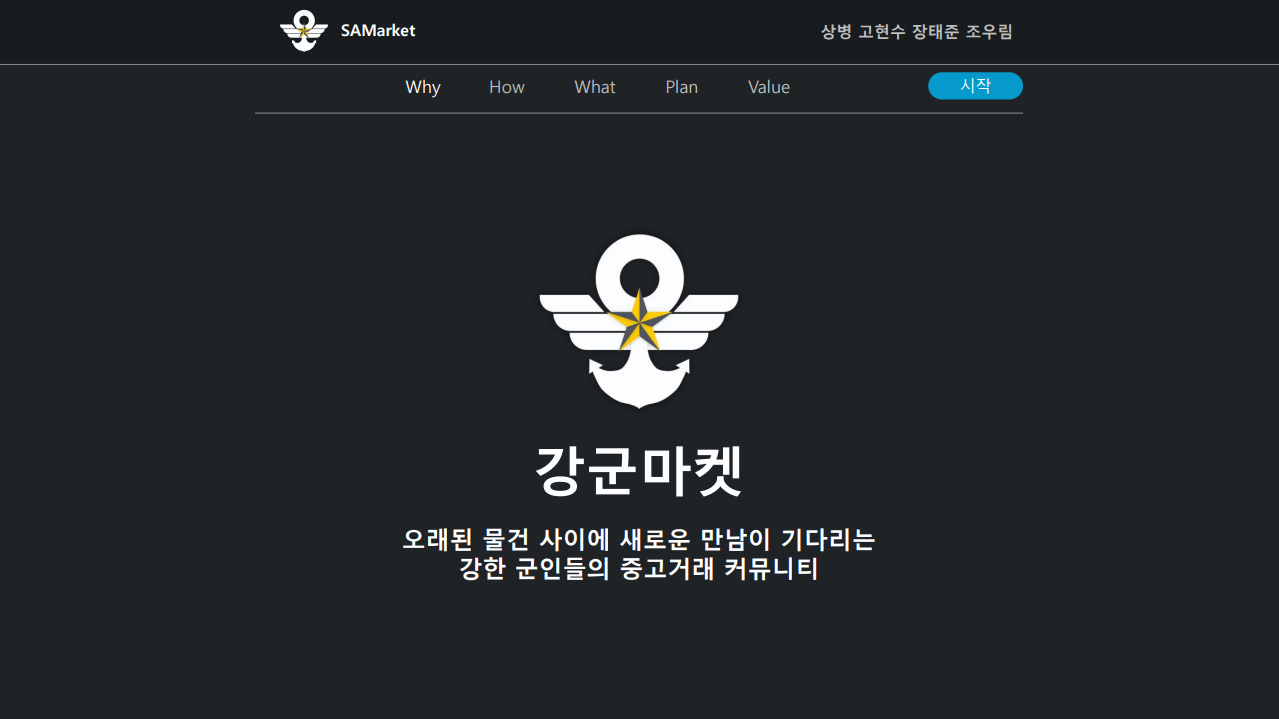 SAMarket
상병 고현수 장태준 조우림
Why How What Plan Value 시작
강군마켓
오래된 물건 사이에 새로운 만남이 기다리는
강한 군인들의 중고거래 커뮤니티